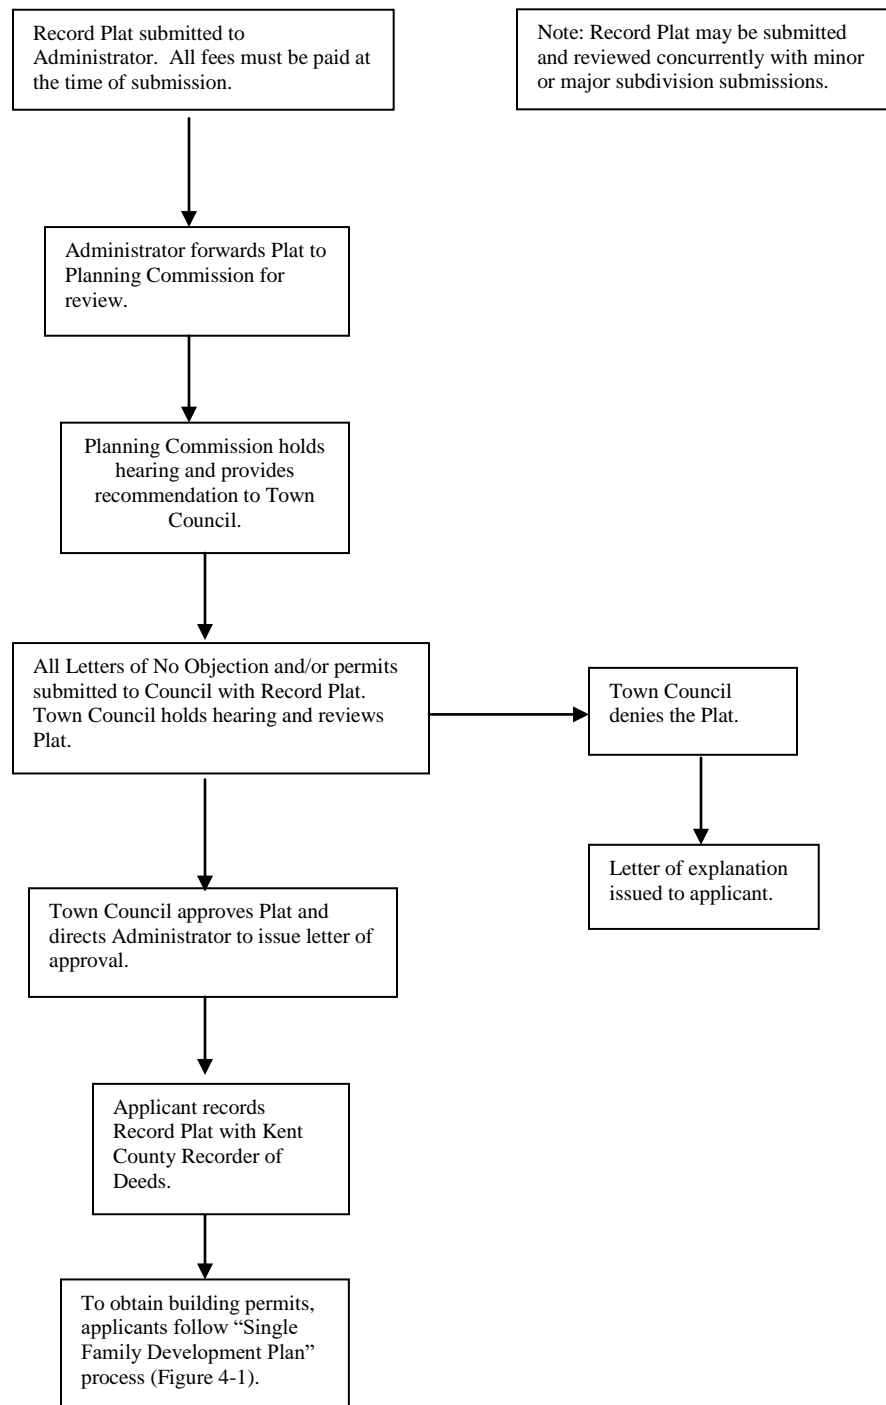 Record Plat submitted to
Administrator.  All fees must be paid at
the time of submission.
Note: Record Plat may be submitted
and reviewed concurrently with minor
or major subdivision submissions.
Administrator forwards Plat to
Planning Commission for
review.
Planning Commission holds
hearing and provides
recommendation to Town
Council.
All Letters of No Objection and/or permits
submitted to Council with Record Plat.
Town Council holds hearing and reviews
Plat.
Town Council
denies the Plat.
Letter of explanation
issued to applicant.
Town Council approves Plat and
directs Administrator to issue letter of
approval.
Applicant records
Record Plat with Kent
County Recorder of
Deeds.
To obtain building permits,
applicants follow “Single
Family Development Plan”
process (Figure 4-1).